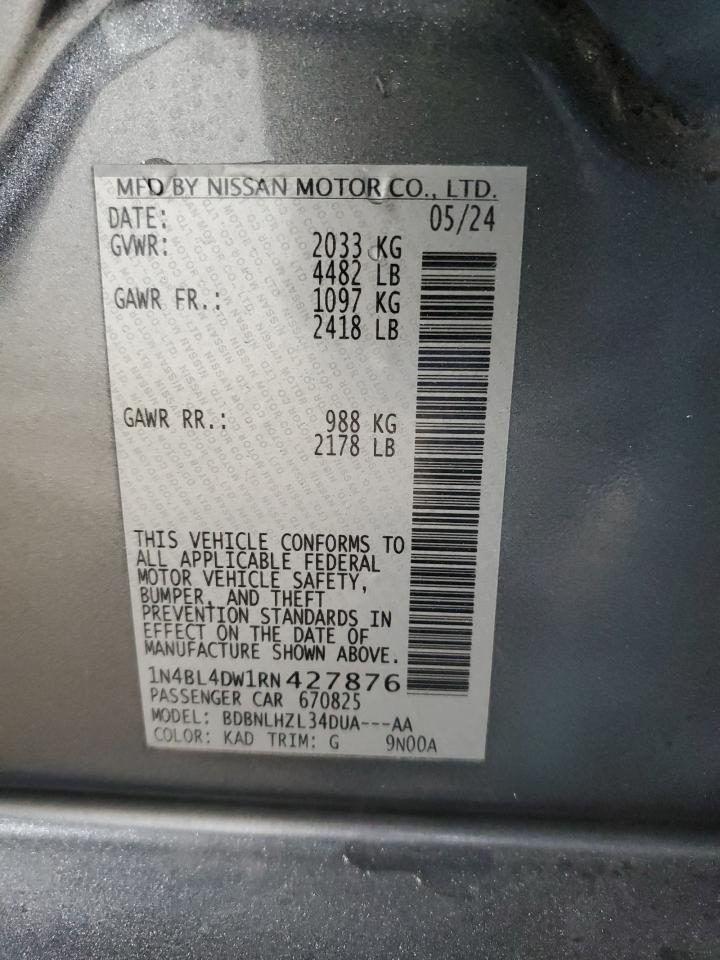 MFD BY NISSAN MOTOR CO., LTD.
DATE: 05/24
GVWR: 2033 KG
4482 LB
GAWR FR.: 1097 KG
2418 LB
GAWR RR.: 988 KG
2178 LB
THIS VEHICLE CONFORMS TO
ALL APPLICABLE FEDERAL
MOTOR VEHICLE SAFETY,
BUMPER, AND THEFT
PREVENTION STANDARDS IN
EFFECT ON THE DATE OF
MANUFACTURE SHOWN ABOVE.
1N4BL4DW1RN427876
PASSENGER CAR 670825
MODEL: BDBNLHZL34DUA---AA
COLOR: KAD TRIM: G 9N00A